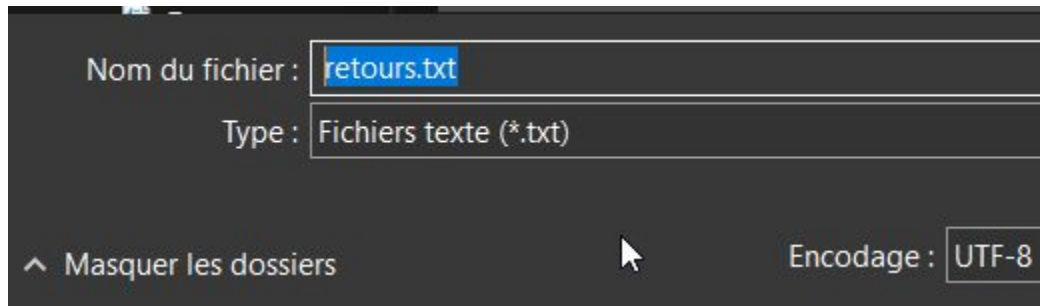 Nom du fichier : retours.txt
Type : Fichiers texte (*.txt)
Masquer les dossiers Encodage : UTF-8